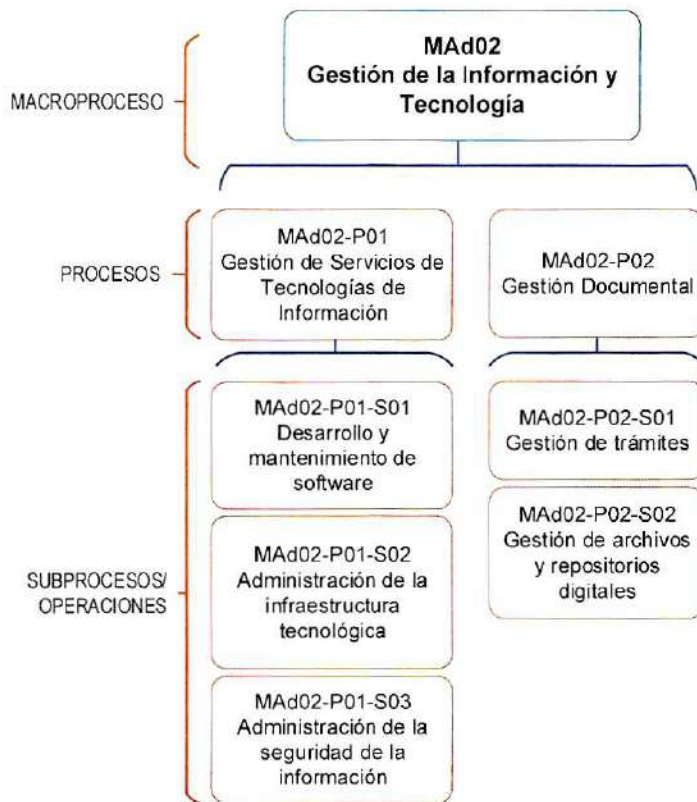 MACROPROCESO
MAd02
Gestión de la Información y
Tecnología
PROCESOS
MAd02-P01
Gestión de Servicios de
Tecnologías de
Información
MAd02-P02
Gestión Documental
SUBPROCESOS/
OPERACIONES
MAd02-P01-S01
Desarrollo y
mantenimiento de
software
MAd02-P01-S02
Administración de la
infraestructura
tecnológica
MAd02-P01-S03
Administración de la
seguridad de la
información
MAd02-P02-S01
Gestión de trámites
MAd02-P02-S02
Gestión de archivos
y repositorios
digitales